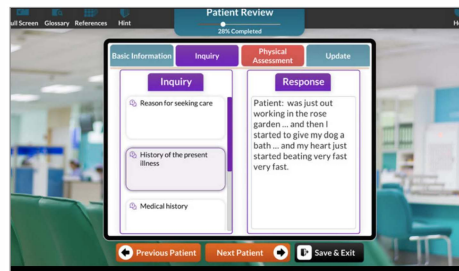 Patient Review
ull Screen Glossary References Hint
28% Completed
Basic Information Inquiry Physical Assessment Update
Inquiry
Reason for seeking care
History of the present
illness
Medical history
Response
Patient: was just out
working in the rose
garden ... and then I
started to give my dog a
bath ... and my heart just
started beating very fast
very fast.
Previous Patient Next Patient Save & Exit